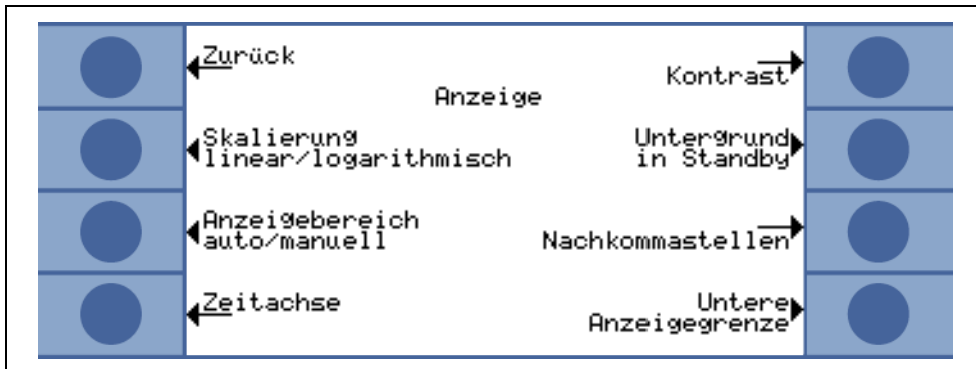 Zurück
Kontrast
Anzeige
Skalierung
linear/logarithmisch
Untergrund
in Standby
Anzeigebereich
auto/manuell
Nachkommastellen
Zeitachse
Untere
Anzeigegrenze